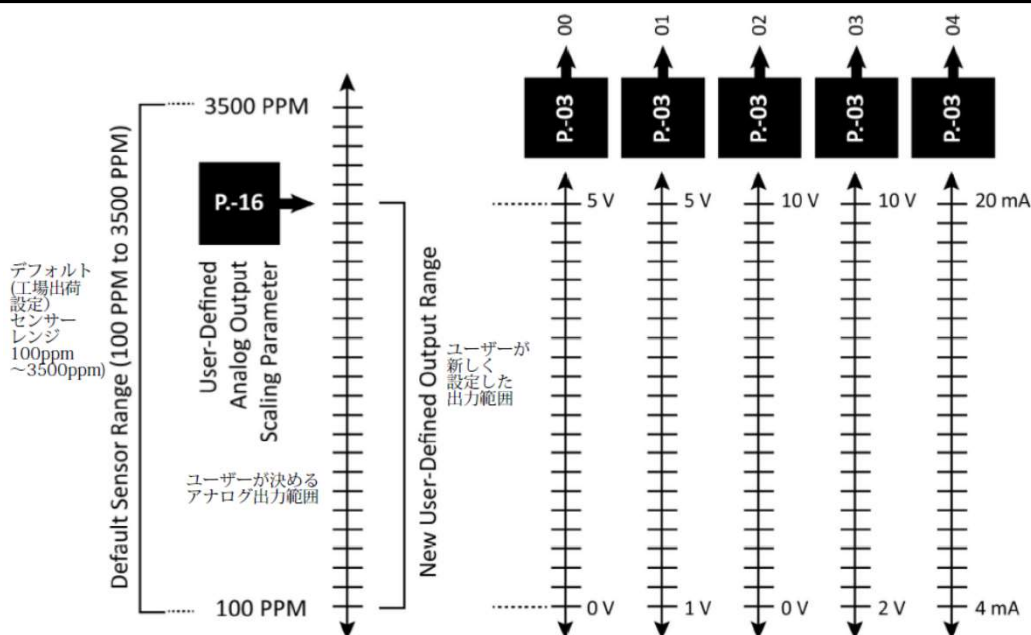 00
01
02
03
04
P.-03
P.-03
P.-03
P.-03
P.-03
3500 PPM
P.-16
5 V
5 V
10 V
10 V
20 mA
Default Sensor Range (100 PPM to 3500 PPM)
デフォルト
(工場出荷
設定)
センサー
レンジ
100ppm
～3500ppm)
User-Defined
Analog Output
Scaling Parameter
ユーザーが決める
アナログ出力範囲
New User-Defined Output Range
ユーザーが
新しく
設定した
出力範囲
100 PPM
0 V
1 V
0 V
2 V
4 mA